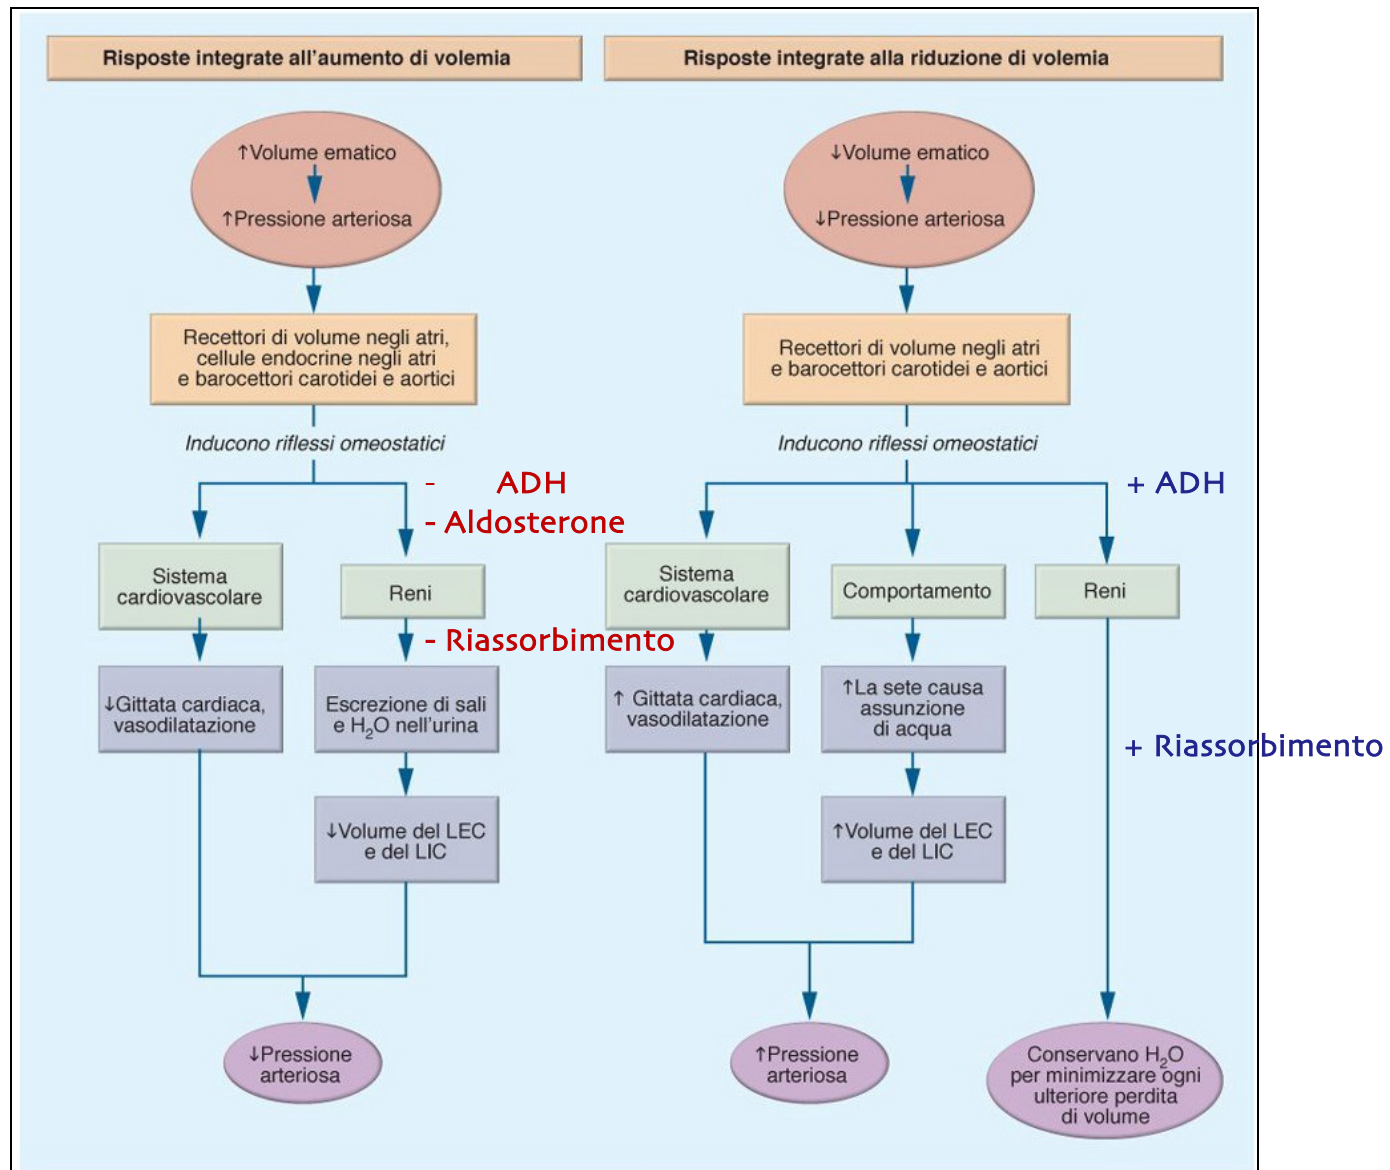 Risposte integrate all'aumento di volemia
↑Volume ematico
↑Pressione arteriosa
Recettori di volume negli atri,
cellule endocrine negli atri
e barocettori carotidei e aortici
Inducono riflessi omeostatici
- ADH
- Aldosterone
Sistema
cardiovascolare
Reni
- Riassorbimento
↓Gittata cardiaca,
vasodilatazione
Escrezione di sali
e H₂O nell'urina
↓Volume del LEC
e del LIC
↓Pressione
arteriosa
Risposte integrate alla riduzione di volemia
↓Volume ematico
↓Pressione arteriosa
Recettori di volume negli atri
e barocettori carotidei e aortici
Inducono riflessi omeostatici
+ ADH
Sistema
cardiovascolare
Comportamento
Reni
↑ Gittata cardiaca,
vasodilatazione
↑La sete causa
assunzione
di acqua
+ Riassorbimento
↑Volume del LEC
e del LIC
↑Pressione
arteriosa
Conservano H₂O
per minimizzare ogni
ulteriore perdita
di volume